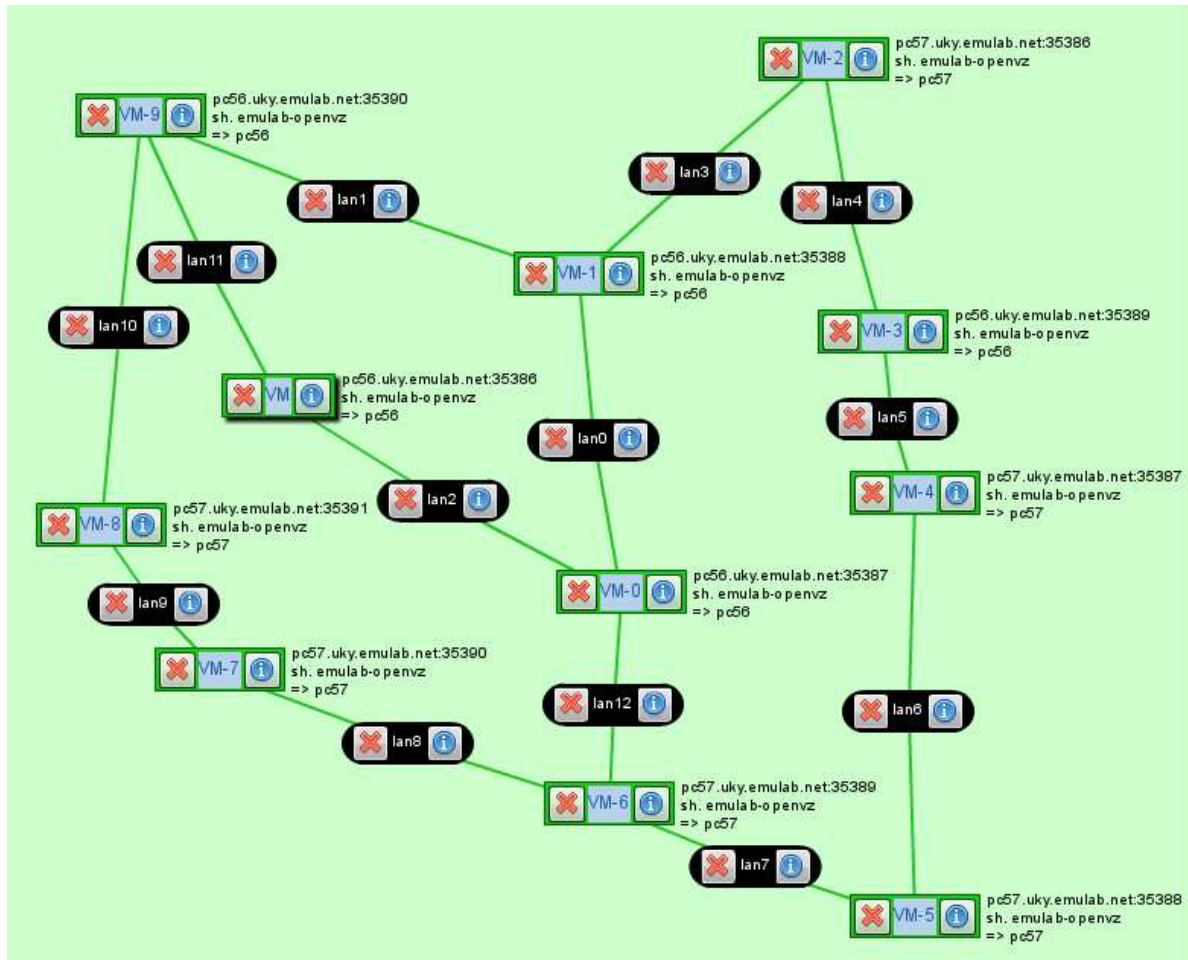 pc57.uky.emulab.net:35386
VM-2
sh. emulab-openvz
=> pc57
pc56.uky.emulab.net:35390
VM-9
sh. emulab-openvz
=> pc56
lan3
lan1
lan4
pc56.uky.emulab.net:35388
lan11
VM-1
sh. emulab-openvz
=> pc56
pc56.uky.emulab.net:35389
lan10
VM-3
sh. emulab-openvz
=> pc56
pc56.uky.emulab.net:35386
VM
sh. emulab-openvz
=> pc56
lan5
lan0
pc57.uky.emulab.net:35387
VM-4
sh. emulab-openvz
=> pc57
lan2
pc57.uky.emulab.net:35391
VM-8
sh. emulab-openvz
=> pc57
pc56.uky.emulab.net:35387
VM-0
sh. emulab-openvz
=> pc56
lan9
pc57.uky.emulab.net:35390
VM-7
sh. emulab-openvz
=> pc57
lan12
lan6
lan8
pc57.uky.emulab.net:35389
VM-6
sh. emulab-openvz
=> pc57
lan7
pc57.uky.emulab.net:35388
VM-5
sh. emulab-openvz
=> pc57